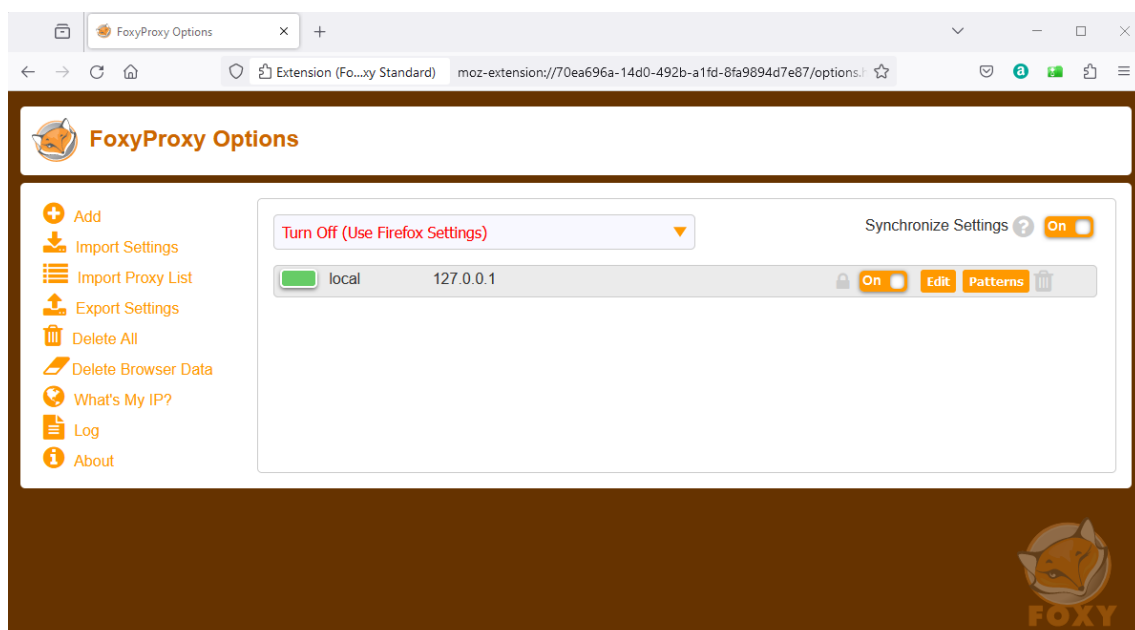 FoxyProxy Options
Extension (Fo...xy Standard) moz-extension://70ea696a-14d0-492b-a1fd-8fa9894d7e87/options.
FoxyProxy Options
Add
Import Settings
Import Proxy List
Export Settings
Delete All
Delete Browser Data
What's My IP?
Log
About
Turn Off (Use Firefox Settings)
Synchronize Settings ? On
local 127.0.0.1 On Edit Patterns
FOXY